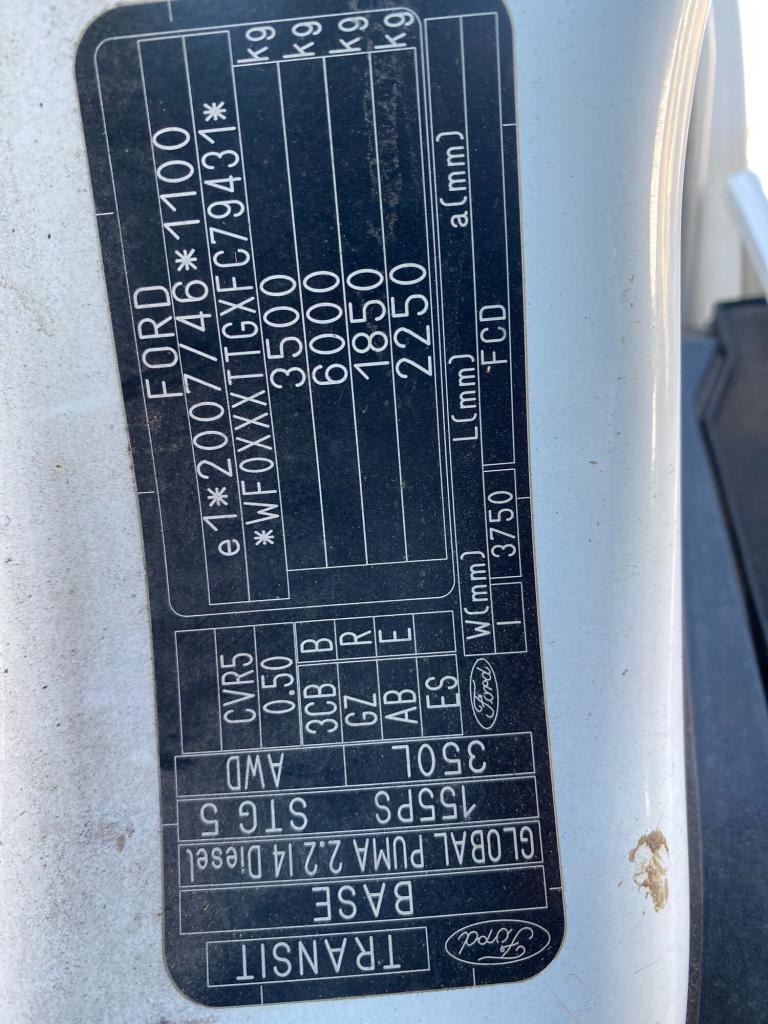 FORD
e1*2007/46*1100
*WF0XXXTTGXFC79431*
3500 kg
6000 kg
1850 kg
2250 kg
W(mm) L(mm) a(mm)
I 3750 FCD
CVR5
0.50
3CB B
GZ R
AB E
ES
Ford
AWD 350L
155PS STG 5
GLOBAL PUMA 2.2 I4 Diesel
BASE
TRANSIT
Ford